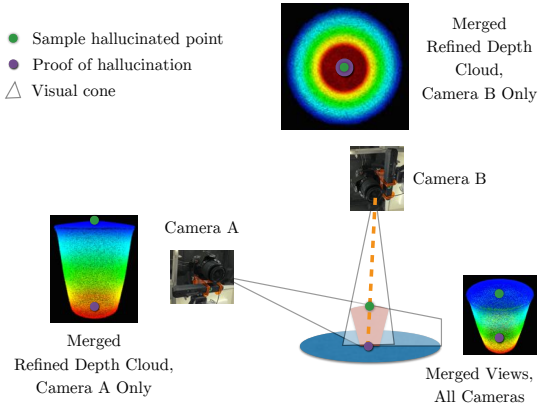 Sample hallucinated point
Proof of hallucination
Visual cone
Merged
Refined Depth
Cloud,
Camera B Only
Camera B
Camera A
Merged
Refined Depth Cloud,
Camera A Only
Merged Views,
All Cameras